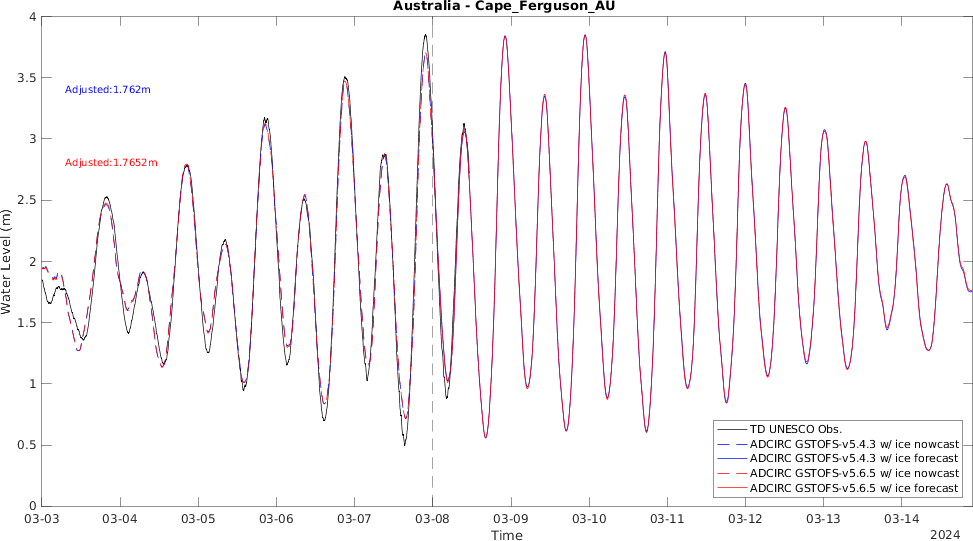 Australia - Cape_Ferguson_AU
4
3.5
3
2.5
2
1.5
1
0.5
0
Water Level (m)
Adjusted:1.762m
Adjusted:1.7652m
TD UNESCO Obs.
ADCIRC GSTOFS-v5.4.3 w/ ice nowcast
ADCIRC GSTOFS-v5.4.3 w/ ice forecast
ADCIRC GSTOFS-v5.6.5 w/ ice nowcast
ADCIRC GSTOFS-v5.6.5 w/ ice forecast
03-03 03-04 03-05 03-06 03-07 03-08 03-09 03-10 03-11 03-12 03-13 03-14
Time
2024